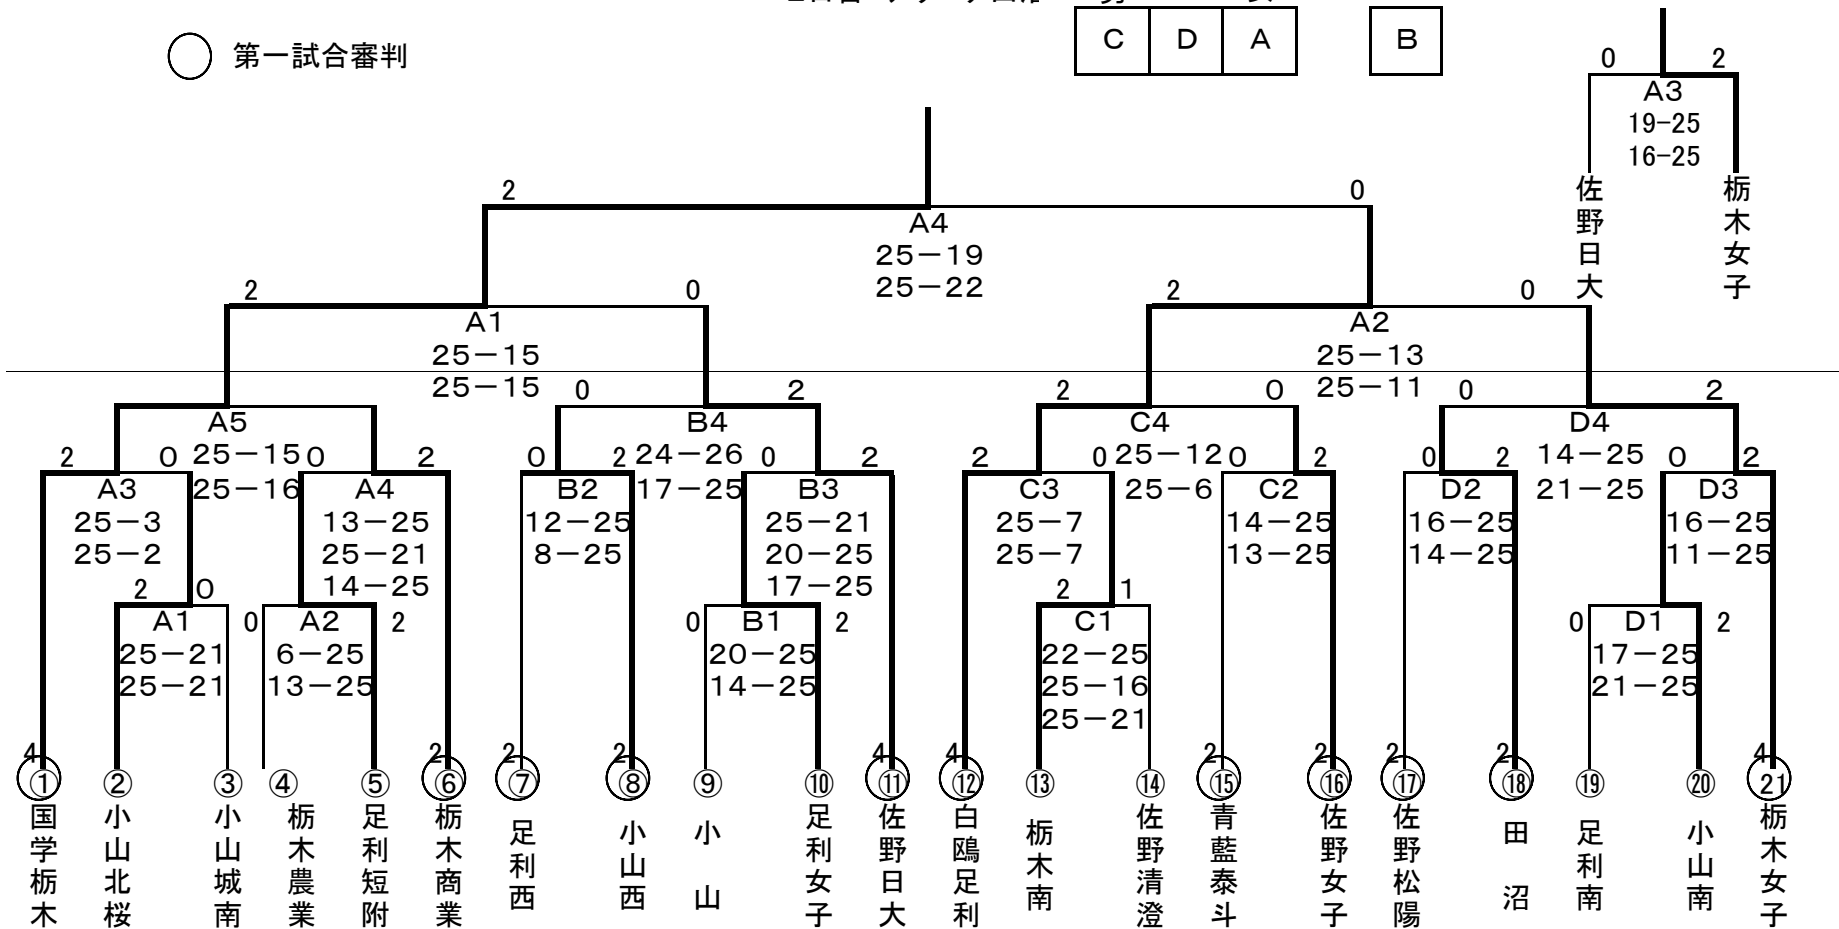 C D A B
第一試合審判
0 2
A3
19-25
16-25
佐野日大
栃木女子
2 0
A4
25-19
25-22
2 0
A1
25-15
25-15
2 0
A2
25-13
25-11
A5
25-15
25-16
0 2
B4
24-26
17-25
2 0
C4
25-12
25-6
0 2
D4
14-25
21-25
2 0
A3
25-3
25-2
0 2
A4
13-25
25-21
14-25
0 2
B2
12-25
8-25
0 2
B3
25-21
20-25
17-25
2 0
C3
25-7
25-7
0 2
C2
14-25
13-25
0 2
D2
16-25
14-25
0 2
D3
16-25
11-25
2 0
A1
25-21
25-21
0 2
A2
6-25
13-25
0 2
B1
20-25
14-25
2 1
C1
22-25
25-16
25-21
0 2
D1
17-25
21-25
4 2 2 2 4 4 2 2 2 2 4
① ② ③ ④ ⑤ ⑥ ⑦ ⑧ ⑨ ⑩ ⑪ ⑫ ⑬ ⑭ ⑮ ⑯ ⑰ ⑱ ⑲ ⑳ 21
国学栃木
小山北桜
小山城南
栃木農業
足利短附
栃木商業
足利西
小山西
小山
足利女子
佐野日大
白鴎足利
栃木南
佐野清澄
青藍泰斗
佐野女子
佐野松陽
田沼
足利南
小山南
栃木女子